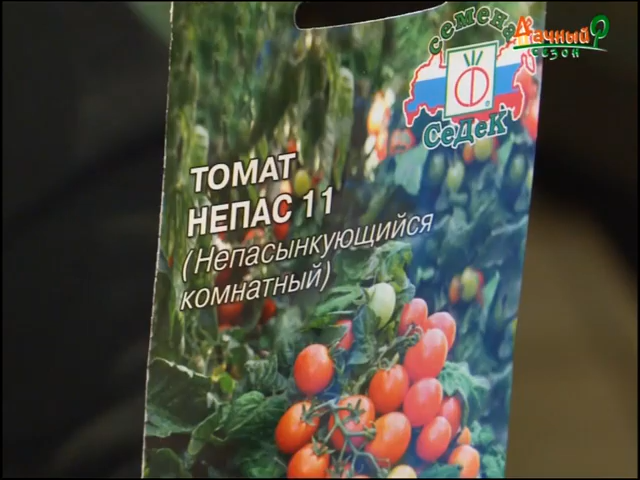 Дачный
сезон
семена
СеДеК
ТОМАТ
НЕПАС 11
(Непасынкующийся
комнатный)